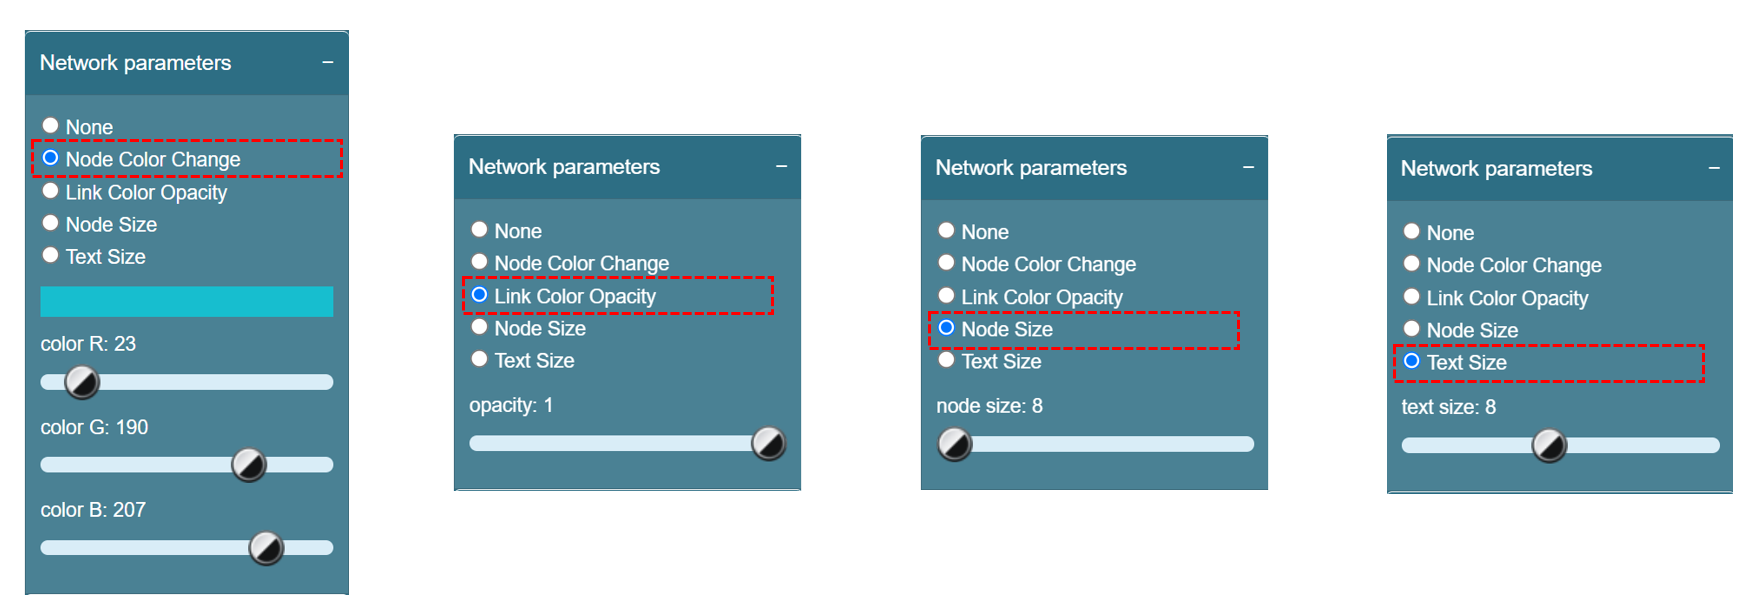 Network parameters –
None
Node Color Change
Link Color Opacity
Node Size
Text Size
color R: 23
color G: 190
color B: 207
Network parameters –
None
Node Color Change
Link Color Opacity
Node Size
Text Size
opacity: 1
Network parameters –
None
Node Color Change
Link Color Opacity
Node Size
Text Size
node size: 8
Network parameters –
None
Node Color Change
Link Color Opacity
Node Size
Text Size
text size: 8